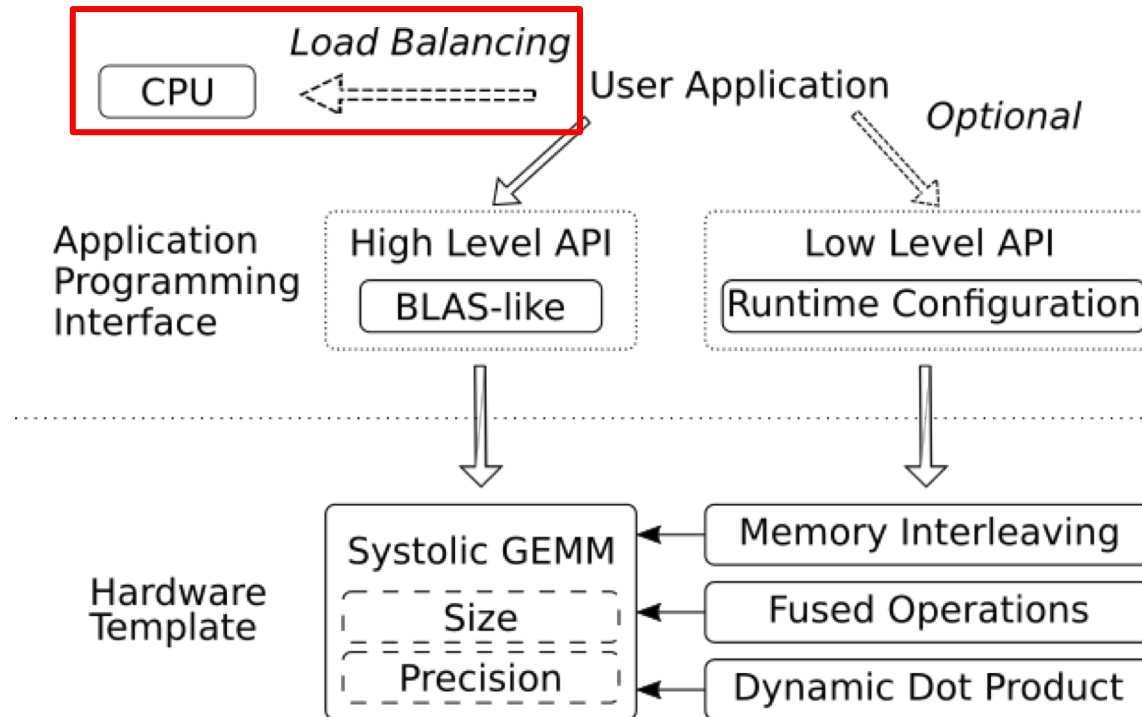 Load Balancing
CPU
User Application
Optional
Application
Programming
Interface
High Level API
BLAS-like
Low Level API
Runtime Configuration
Hardware
Template
Systolic GEMM
Size
Precision
Memory Interleaving
Fused Operations
Dynamic Dot Product